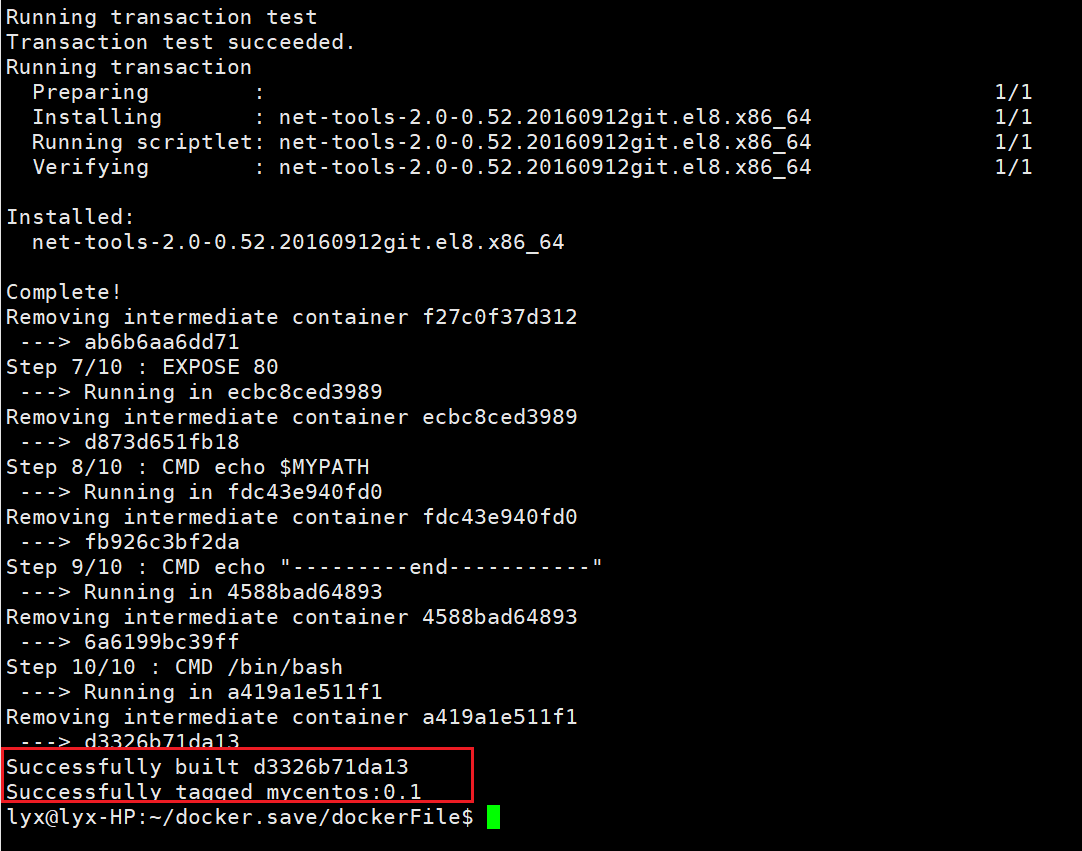 Running transaction test
Transaction test succeeded.
Running transaction
  Preparing        :                                                        1/1
  Installing       : net-tools-2.0-0.52.20160912git.el8.x86_64              1/1
  Running scriptlet: net-tools-2.0-0.52.20160912git.el8.x86_64              1/1
  Verifying        : net-tools-2.0-0.52.20160912git.el8.x86_64              1/1

Installed:
  net-tools-2.0-0.52.20160912git.el8.x86_64

Complete!
Removing intermediate container f27c0f37d312
 ---> ab6b6aa6dd71
Step 7/10 : EXPOSE 80
 ---> Running in ecbc8ced3989
Removing intermediate container ecbc8ced3989
 ---> d873d651fb18
Step 8/10 : CMD echo $MYPATH
 ---> Running in fdc43e940fd0
Removing intermediate container fdc43e940fd0
 ---> fb926c3bf2da
Step 9/10 : CMD echo "---------end-----------"
 ---> Running in 4588bad64893
Removing intermediate container 4588bad64893
 ---> 6a6199bc39ff
Step 10/10 : CMD /bin/bash
 ---> Running in a419a1e511f1
Removing intermediate container a419a1e511f1
 ---> d3326b71da13
Successfully built d3326b71da13
Successfully tagged mycentos:0.1
lyx@lyx-HP:~/docker.save/dockerFile$